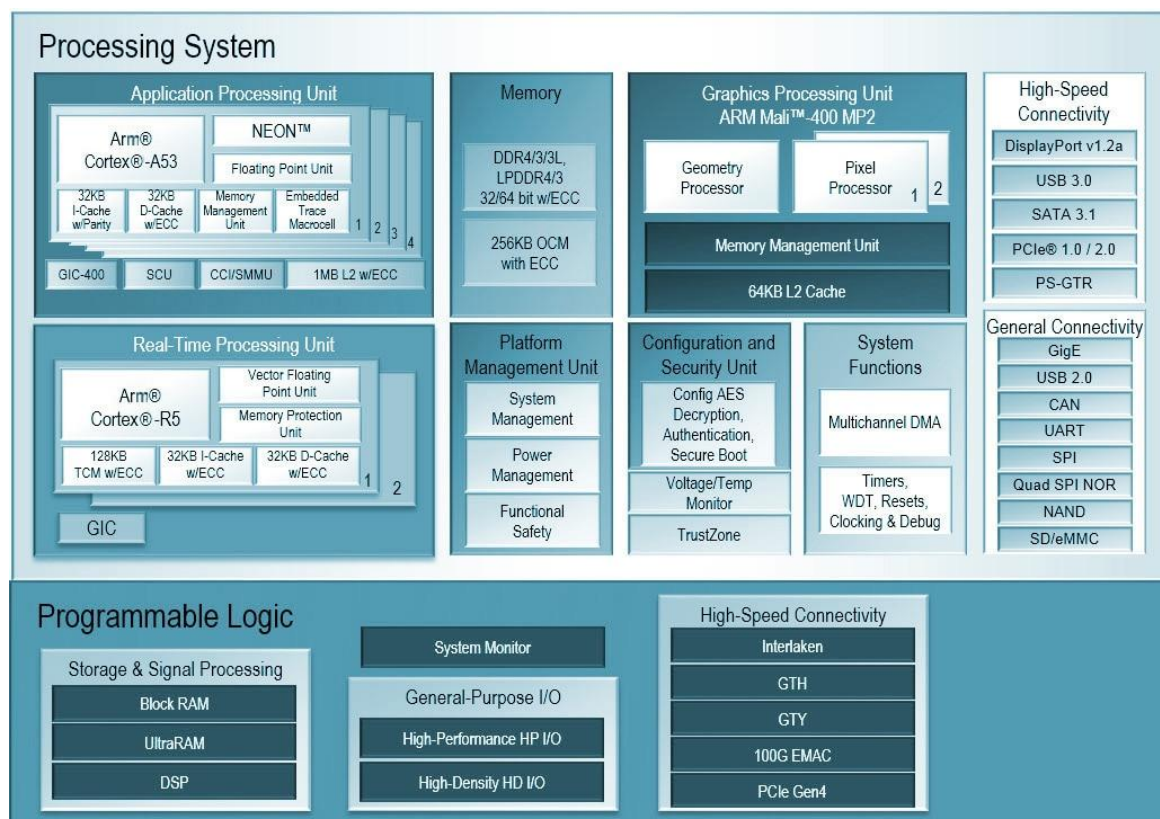 Processing System
Application Processing Unit
Arm®
Cortex®-A53
NEON™
Floating Point Unit
32KB
I-Cache
w/Parity
32KB
D-Cache
w/ECC
Memory
Management
Unit
Embedded
Trace
Macrocell
1
2
3
4
GIC-400
SCU
CCI/SMMU
1MB L2 w/ECC
Memory
DDR4/3/3L,
LPDDR4/3
32/64 bit w/ECC
256KB OCM
with ECC
Graphics Processing Unit
ARM Mali™-400 MP2
Geometry
Processor
Pixel
Processor
1
2
Memory Management Unit
64KB L2 Cache
High-Speed
Connectivity
DisplayPort v1.2a
USB 3.0
SATA 3.1
PCIe® 1.0 / 2.0
PS-GTR
Real-Time Processing Unit
Arm®
Cortex®-R5
Vector Floating
Point Unit
Memory Protection
Unit
128KB
TCM w/ECC
32KB I-Cache
w/ECC
32KB D-Cache
w/ECC
1
2
GIC
Platform
Management Unit
System
Management
Power
Management
Functional
Safety
Configuration and
Security Unit
Config AES
Decryption,
Authentication,
Secure Boot
Voltage/Temp
Monitor
TrustZone
System
Functions
Multichannel DMA
Timers,
WDT, Resets,
Clocking & Debug
General Connectivity
GigE
USB 2.0
CAN
UART
SPI
Quad SPI NOR
NAND
SD/eMMC
Programmable Logic
Storage & Signal Processing
Block RAM
UltraRAM
DSP
System Monitor
General-Purpose I/O
High-Performance HP I/O
High-Density HD I/O
High-Speed Connectivity
Interlaken
GTH
GTY
100G EMAC
PCIe Gen4